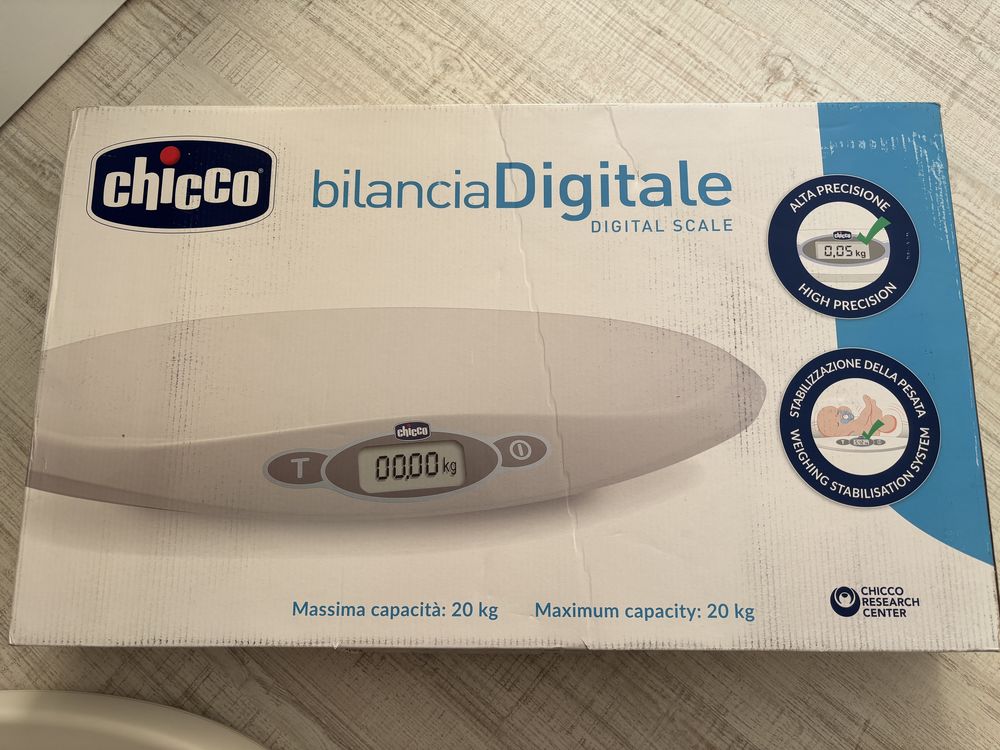 chicco
bilanciaDigitale
DIGITAL SCALE
ALTA PRECISIONE
chicco
0,05 kg
HIGH PRECISION
STABILIZZAZIONE DELLA PESATA
WEIGHING STABILISATION SYSTEM
chicco
T
00,00 kg
Massima capacità: 20 kg
Maximum capacity: 20 kg
CHICCO
RESEARCH
CENTER